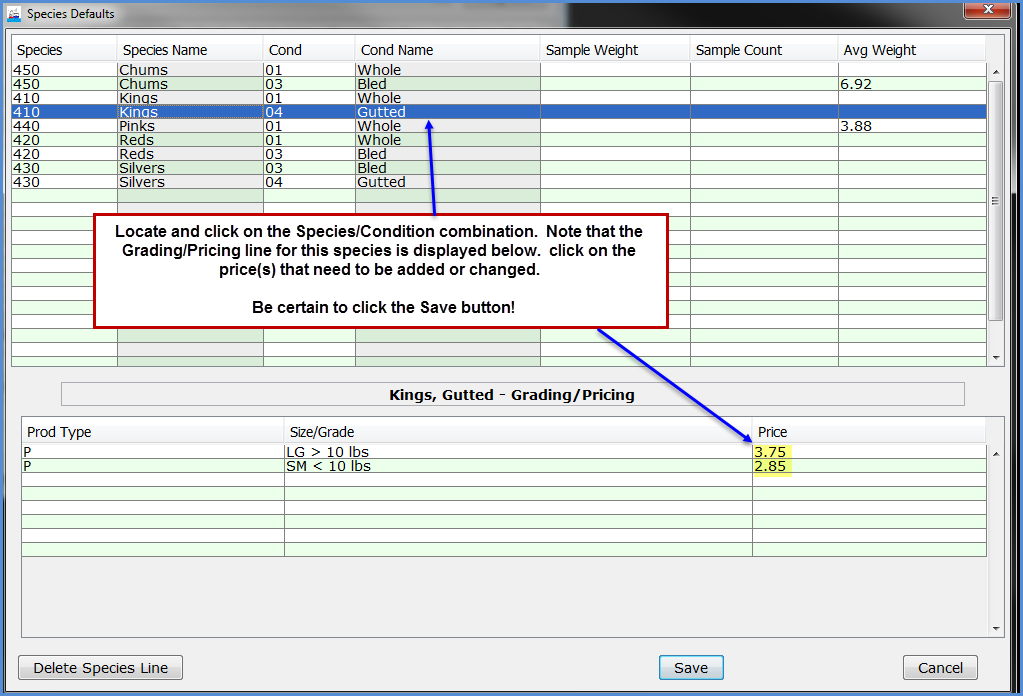 Species Defaults
Species Species Name Cond Cond Name Sample Weight Sample Count Avg Weight
450 Chums 01 Whole
450 Chums 03 Bled 6.92
410 Kings 01 Whole
410 Kings 04 Gutted
440 Pinks 01 Whole 3.88
420 Reds 01 Whole
420 Reds 03 Bled
430 Silvers 03 Bled
430 Silvers 04 Gutted
Locate and click on the Species/Condition combination. Note that the
Grading/Pricing line for this species is displayed below. click on the
price(s) that need to be added or changed.
Be certain to click the Save button!
Kings, Gutted - Grading/Pricing
Prod Type Size/Grade Price
P LG > 10 lbs 3.75
P SM < 10 lbs 2.85
Delete Species Line Save Cancel